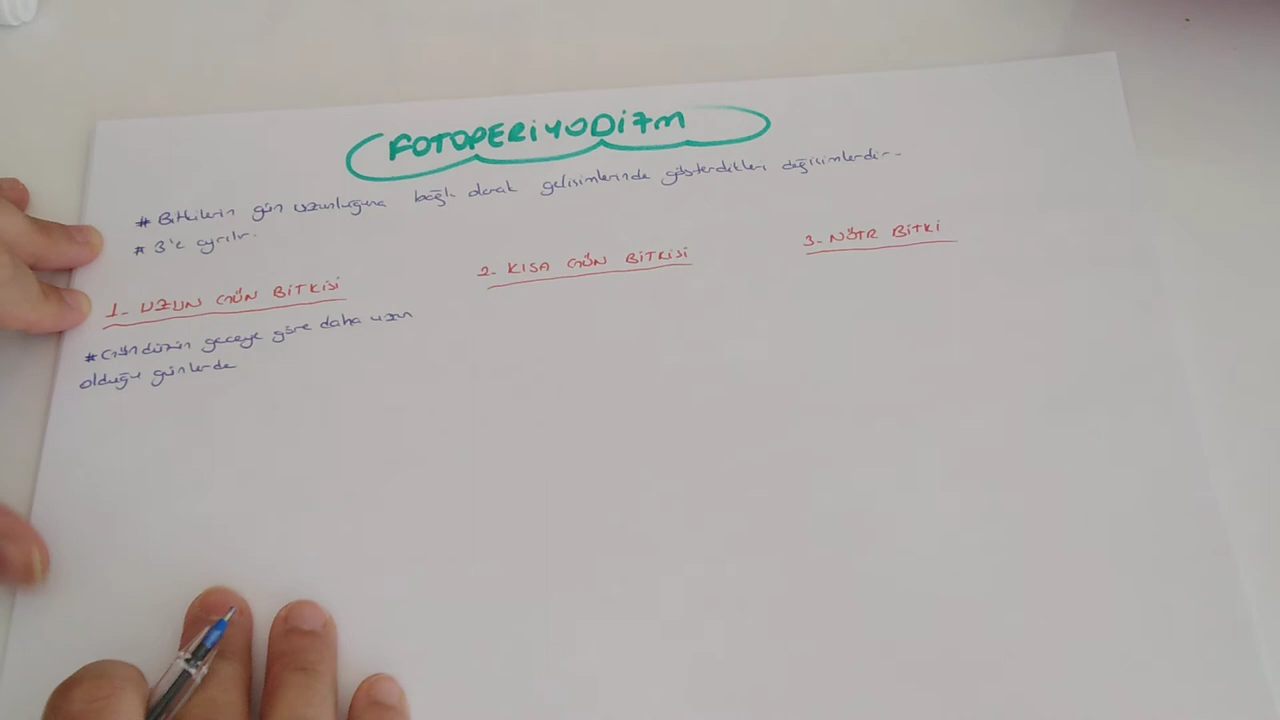 FOTOPERİYODİZM
# Bitkilerin gün uzunluğuna bağlı olarak gelişimlerinde gösterdikleri değişimlerdir.
# 3'e ayrılır.
1- UZUN GÜN BİTKİSİ
2- KISA GÜN BİTKİSİ
3- NÖTR BİTKİ
# Gündüzün geceye göre daha uzun
olduğu günlerde